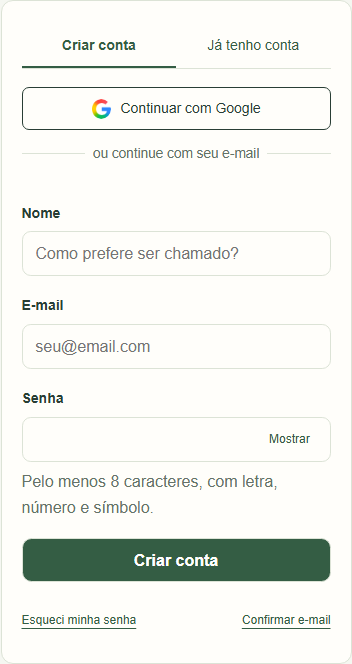 Criar conta
Já tenho conta
Continuar com Google
ou continue com seu e-mail
Nome
Como prefere ser chamado?
E-mail
seu@email.com
Senha
Mostrar
Pelo menos 8 caracteres, com letra,
número e símbolo.
Criar conta
Esqueci minha senha
Confirmar e-mail